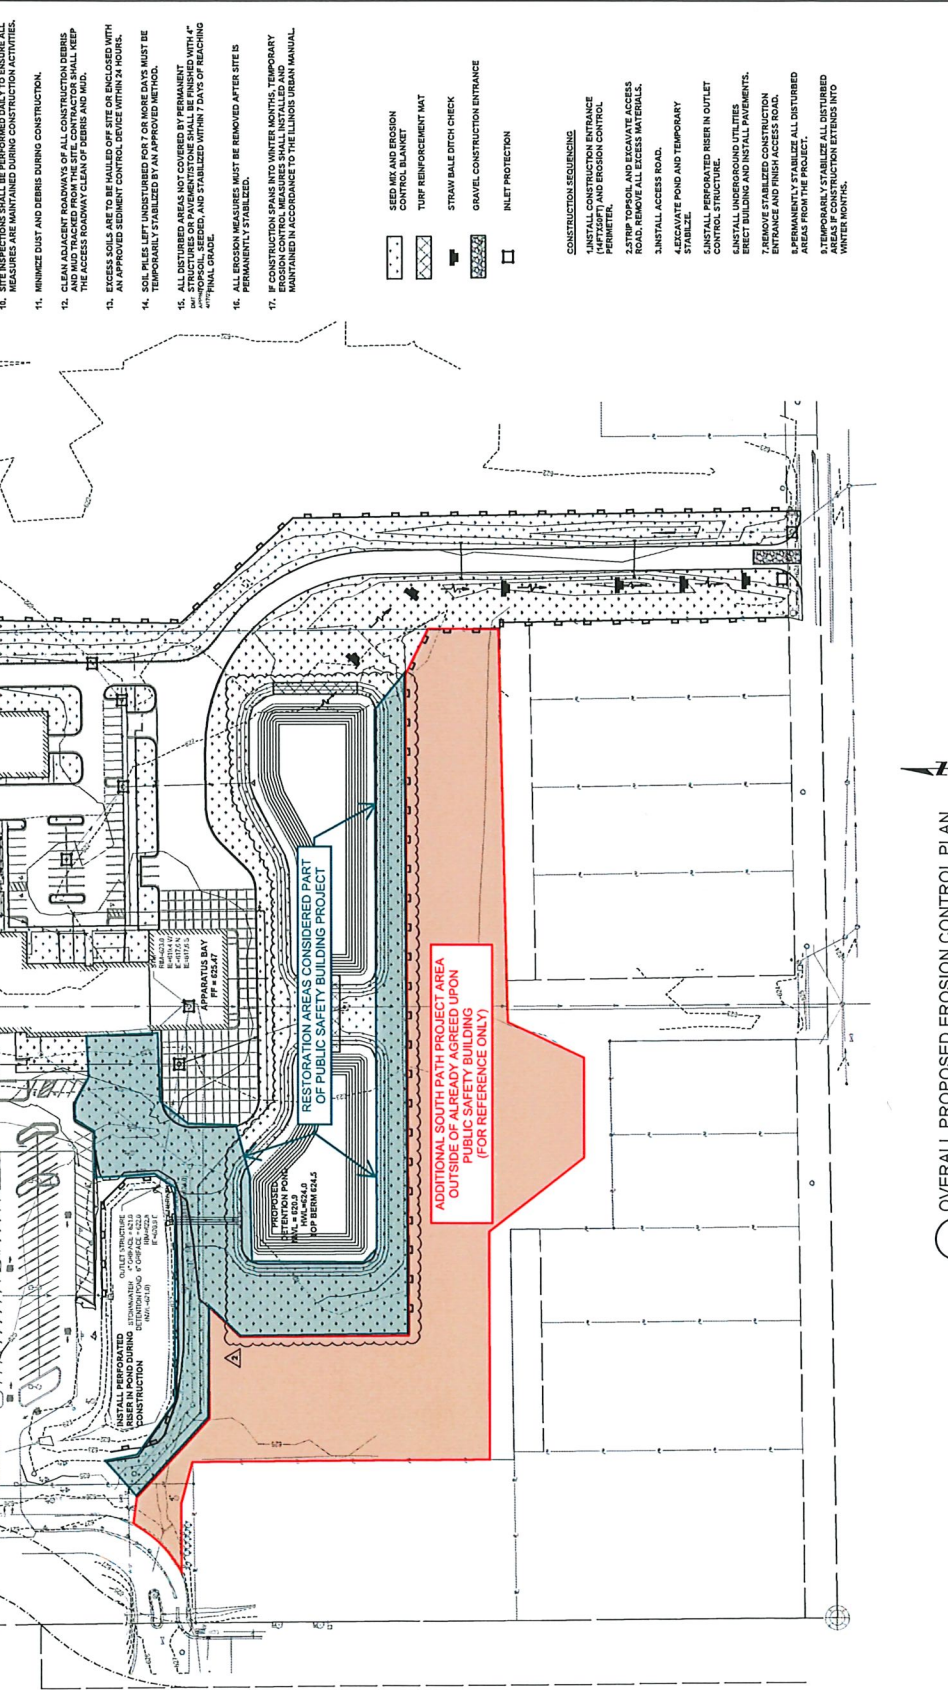 10. SITE INSPECTIONS SHALL BE PERFORMED DAILY TO ENSURE ALL
MEASURES ARE MAINTAINED DURING CONSTRUCTION ACTIVITIES.
11. MINIMIZE DUST AND DEBRIS DURING CONSTRUCTION.
12. CLEAN ADJACENT ROADWAYS OF ALL CONSTRUCTION DEBRIS
AND MUD TRACKED FROM THE SITE. CONTRACTOR SHALL KEEP
THE ACCESS ROADWAY CLEAN OF DEBRIS AND MUD.
13. EXCESS SOILS ARE TO BE HAULED OFF SITE OR ENCLOSED WITH
AN APPROVED SEDIMENT CONTROL DEVICE WITHIN 24 HOURS.
14. SOIL PILES LEFT UNDISTURBED FOR 7 OR MORE DAYS MUST BE
TEMPORARILY STABILIZED BY AN APPROVED METHOD.
15. ALL DISTURBED AREAS NOT COVERED BY PERMANENT
STRUCTURES OR PAVEMENT/STONE SHALL BE FINISHED WITH 4"
TOPSOIL, SEEDED, AND STABILIZED WITHIN 7 DAYS OF REACHING
FINAL GRADE.
16. ALL EROSION MEASURES MUST BE REMOVED AFTER SITE IS
PERMANENTLY STABILIZED.
17. IF CONSTRUCTION SPANS INTO WINTER MONTHS, TEMPORARY
EROSION CONTROL MEASURES SHALL INSTALLED AND
MAINTAINED IN ACCORDANCE TO THE ILLINOIS URBAN MANUAL.
SEED MIX AND EROSION
CONTROL BLANKET
TURF REINFORCEMENT MAT
STRAW BALE DITCH CHECK
GRAVEL CONSTRUCTION ENTRANCE
INLET PROTECTION
CONSTRUCTION SEQUENCING
1.INSTALL CONSTRUCTION ENTRANCE
(14FTX50FT) AND EROSION CONTROL
PERIMETER.
2.STRIP TOPSOIL AND EXCAVATE ACCESS
ROAD. REMOVE ALL EXCESS MATERIALS.
3.INSTALL ACCESS ROAD.
4.EXCAVATE POND AND TEMPORARY
STABILZE.
5.INSTALL PERFORATED RISER IN OUTLET
CONTROL STRUCTURE.
6.INSTALL UNDERGROUND UTILITIES
ERECT BUILDING AND INSTALL PAVEMENTS.
7.REMOVE STABILIZED CONSTRUCTION
ENTRANCE AND FINISH ACCESS ROAD.
8.PERMANENTLY STABILIZE ALL DISTURBED
AREAS FROM THE PROJECT.
9.TEMPORARILY STABILIZE ALL DISTURBED
AREAS IF CONSTRUCTION EXTENDS INTO
WINTER MONTHS.
APPARATUS BAY
FF = 625.47
RESTORATION AREAS CONSIDERED PART
OF PUBLIC SAFETY BUILDING PROJECT
ADDITIONAL SOUTH PATH PROJECT AREA
OUTSIDE OF ALREADY AGREED UPON
PUBLIC SAFETY BUILDING
(FOR REFERENCE ONLY)
PROPOSED
DETENTION POND
NWL = 620.9
HWL=624.0
TOP BERM 624.5
INSTALL PERFORATED
RISER IN POND DURING
CONSTRUCTION
OUTLET STRUCTURE
STORMWATER
DETENTION POND
2
N
OVERALL PROPOSED EROSION CONTROL PLAN